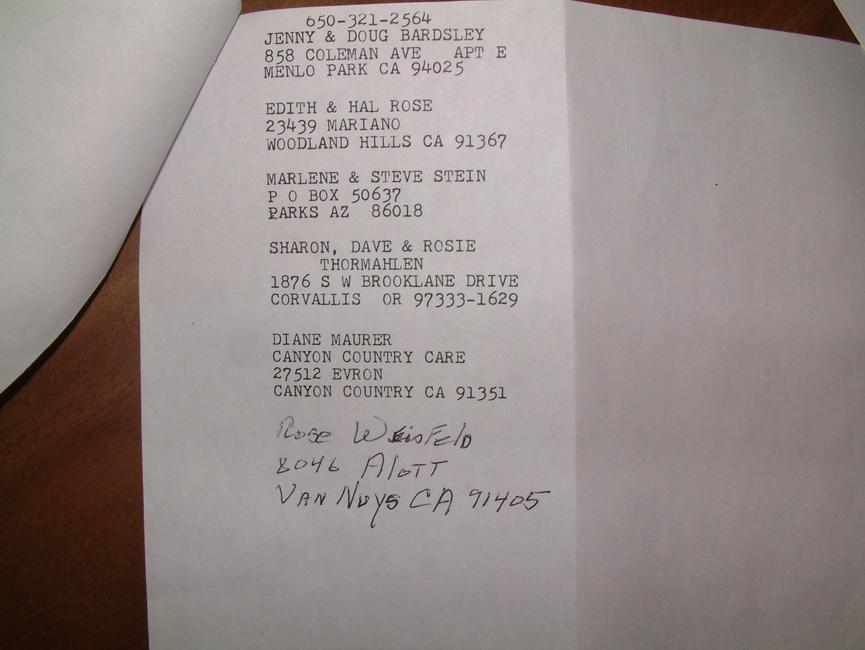 650-321-2564
JENNY & DOUG BARDSLEY
858 COLEMAN AVE APT E
MENLO PARK CA 94025
EDITH & HAL ROSE
23439 MARIANO
WOODLAND HILLS CA 91367
MARLENE & STEVE STEIN
P O BOX 50637
PARKS AZ 86018
SHARON, DAVE & ROSIE
THORMAHLEN
1876 S W BROOKLANE DRIVE
CORVALLIS OR 97333-1629
DIANE MAURER
CANYON COUNTRY CARE
27512 EVRON
CANYON COUNTRY CA 91351
Rose Weisfeld
8046 Alott
Van Nuys CA 91405